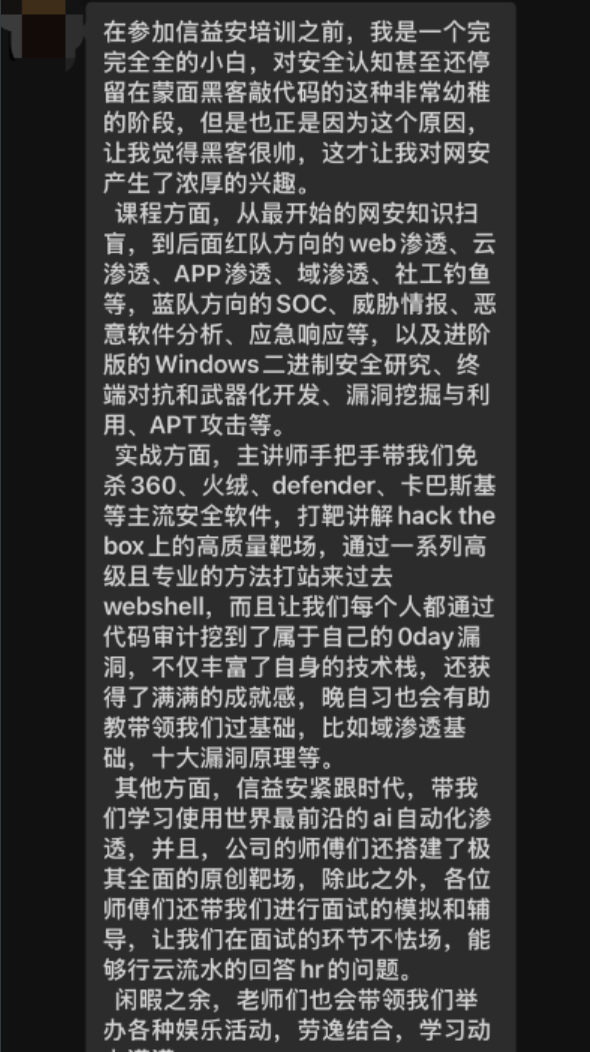 在参加信益安培训之前，我是一个完
完全全的小白，对安全认知甚至还停
留在蒙面黑客敲代码的这种非常幼稚
的阶段，但是也正是因为这个原因，
让我觉得黑客很帅，这才让我对网安
产生了浓厚的兴趣。
课程方面，从最开始的网安知识扫
盲，到后面红队方向的web渗透、云
渗透、APP渗透、域渗透、社工钓鱼
等，蓝队方向的SOC、威胁情报、恶
意软件分析、应急响应等，以及进阶
版的Windows二进制安全研究、终
端对抗和武器化开发、漏洞挖掘与利
用、APT攻击等。
实战方面，主讲师手把手带我们免
杀360、火绒、defender、卡巴斯基
等主流安全软件，打靶讲解hack the
box上的高质量靶场，通过一系列高
级且专业的方法打站来过去
webshell，而且让我们每个人都通过
代码审计挖到了属于自己的0day漏
洞，不仅丰富了自身的技术栈，还获
得了满满的成就感，晚自习也会有助
教带领我们过基础，比如域渗透基
础，十大漏洞原理等。
其他方面，信益安紧跟时代，带我
们学习使用世界最前沿的ai自动化渗
透，并且，公司的师傅们还搭建了极
其全面的原创靶场，除此之外，各位
师傅们还带我们进行面试的模拟和辅
导，让我们在面试的环节不怯场，能
够行云流水的回答hr的问题。
闲暇之余，老师们也会带领我们举
办各种娱乐活动，劳逸结合，学习动